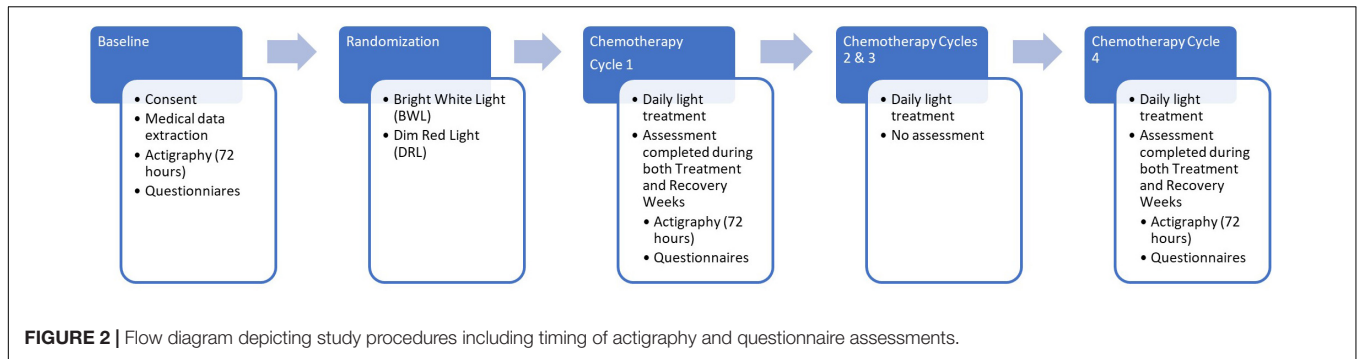 Baseline
• Consent
• Medical data
extraction
• Actigraphy (72
hours)
• Questionniares
Randomization
• Bright White Light
(BWL)
• Dim Red Light
(DRL)
Chemotherapy
Cycle 1
• Daily light
treatment
• Assessment
completed during
both Treatment
and Recovery
Weeks
• Actigraphy (72
hours)
• Questionnaires
Chemotherapy Cycles
2 & 3
• Daily light
treatment
• No assessment
Chemotherapy Cycle
4
• Daily light
treatment
• Assessment
completed during
both Treatment
and Recovery
Weeks
• Actigraphy (72
hours)
• Questionnaires
FIGURE 2 | Flow diagram depicting study procedures including timing of actigraphy and questionnaire assessments.